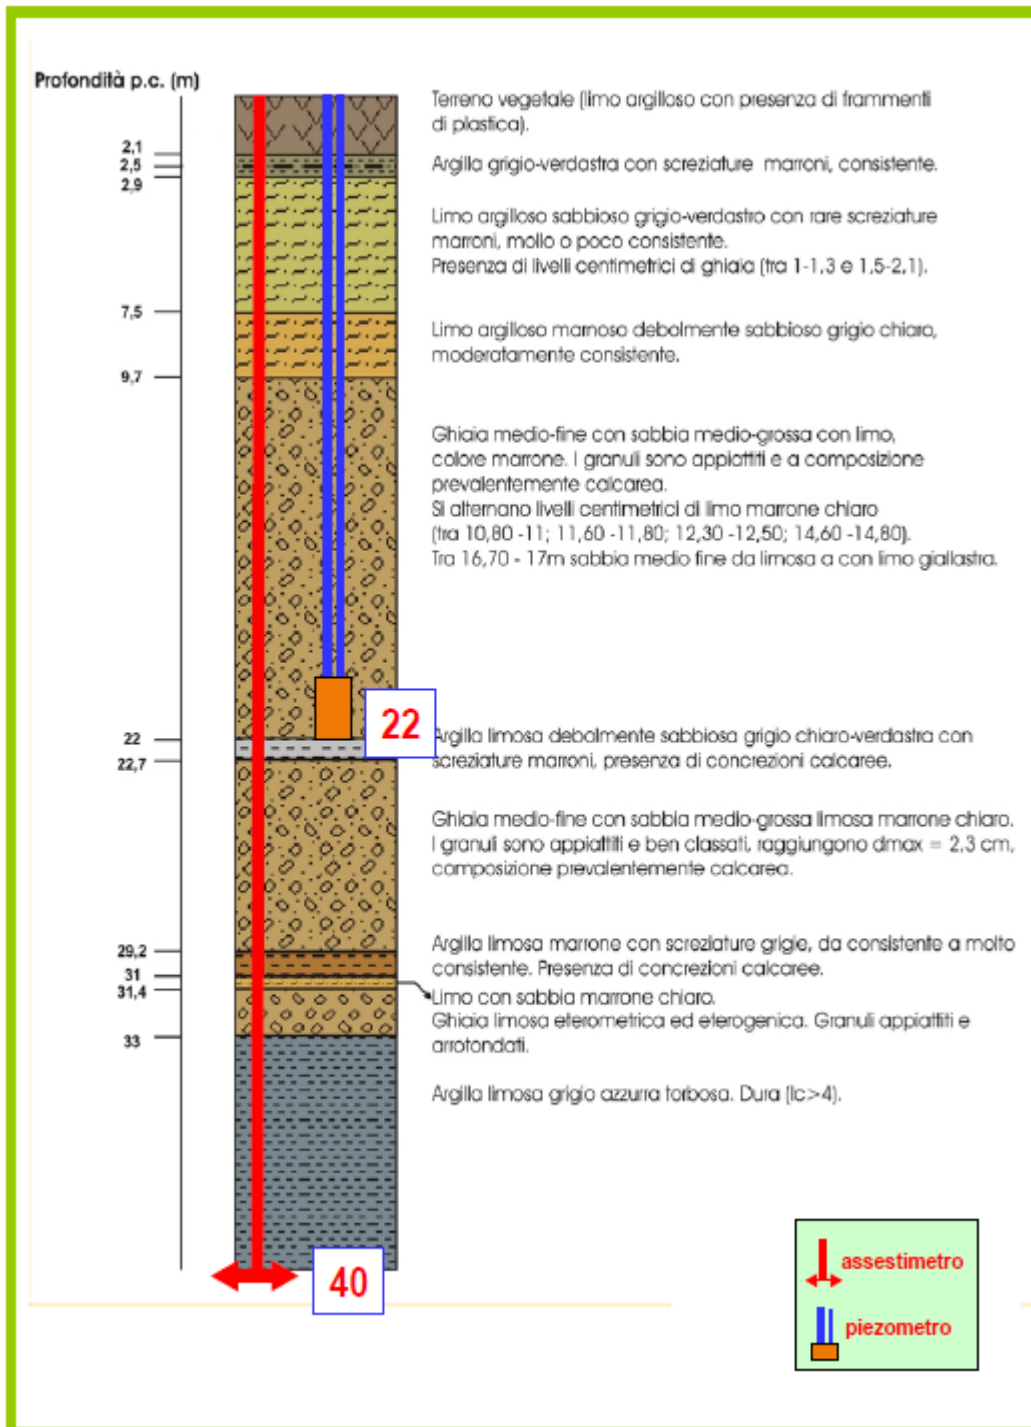 Profondità p.c. (m)
Terreno vegetale (limo argilloso con presenza di frammenti
di plastica).
2,1
2,5
2,9
Argilla grigio-verdastra con screziature marroni, consistente.
Limo argilloso sabbioso grigio-verdastro con rare screziature
marroni, mollo o poco consistente.
Presenza di livelli centimetrici di ghiaia (tra 1-1,3 e 1,5-2,1).
7,5
Limo argilloso marnoso debolmente sabbioso grigio chiaro,
moderatamente consistente.
9,7
Ghiaia medio-fine con sabbia medio-grossa con limo,
colore marrone. I granuli sono appiattiti e a composizione
prevalentemente calcarea.
Si alternano livelli centimetrici di limo marrone chiaro
(tra 10,80 -11; 11,60 -11,80; 12,30 -12,50; 14,60 -14,80).
Tra 16,70 - 17m sabbia medio fine da limosa a con limo giallastra.
22
22
22,7
Argilla limosa debolmente sabbiosa grigio chiaro-verdastra con
screziature marroni, presenza di concrezioni calcaree.
Ghiaia medio-fine con sabbia medio-grossa limosa marrone chiaro.
I granuli sono appiattiti e ben classati, raggiungono dmax = 2,3 cm,
composizione prevalentemente calcarea.
29,2
31
31,4
33
Argilla limosa marrone con screziature grigie, da consistente a molto
consistente. Presenza di concrezioni calcaree.
Limo con sabbia marrone chiaro.
Ghiaia limosa eterometrica ed eterogenica. Granuli appiattiti e
arrotondati.
Argilla limosa grigio azzurra torbosa. Dura (Ic>4).
40
assestimetro
piezometro